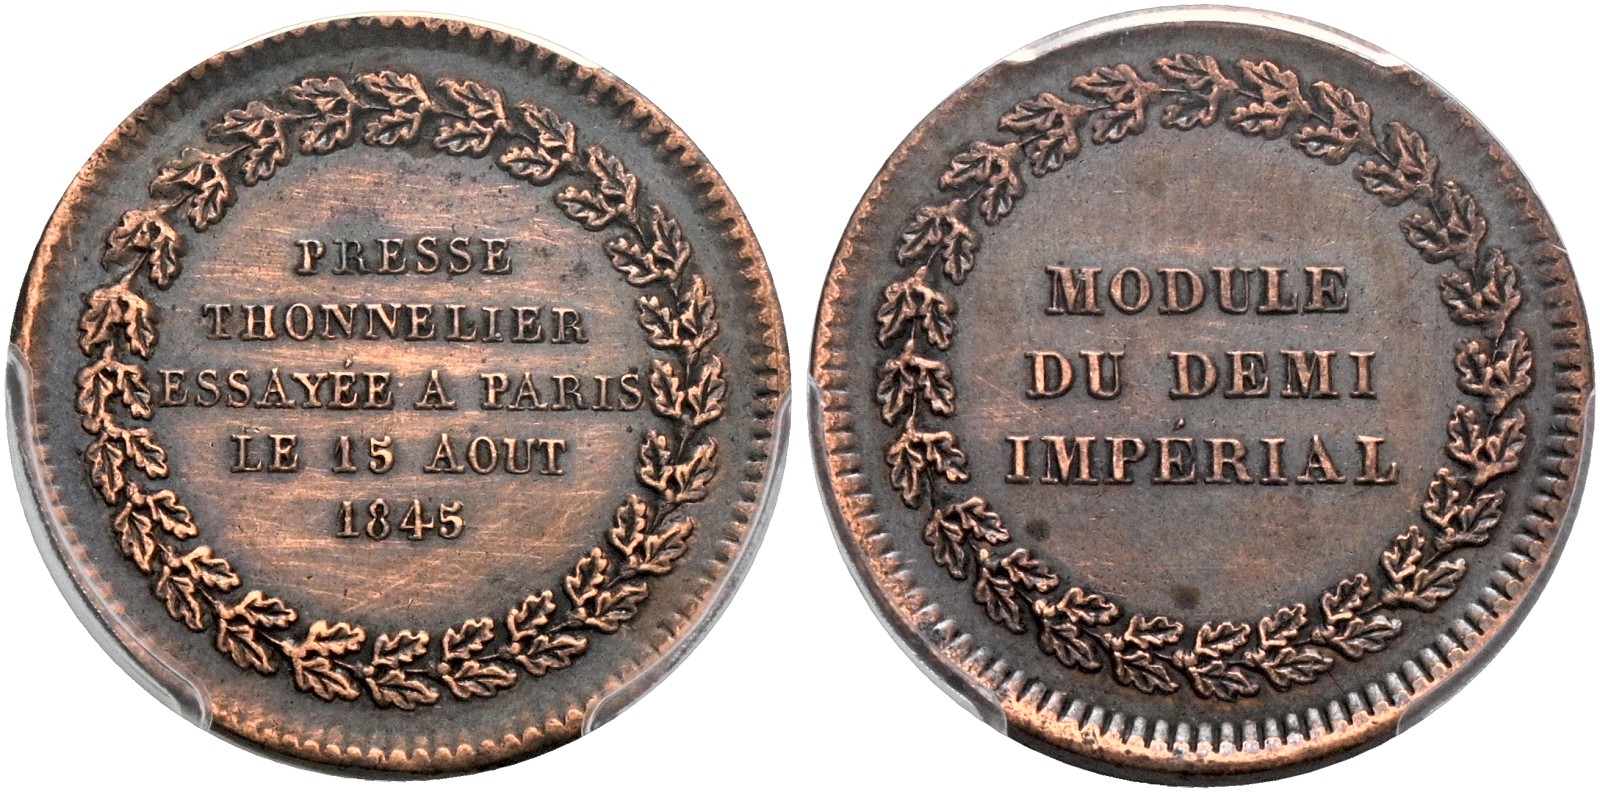 PRESSE
THONNELIER
ESSAYÉE A PARIS
LE 15 AOUT
1845
MODULE
DU DEMI
IMPÉRIAL